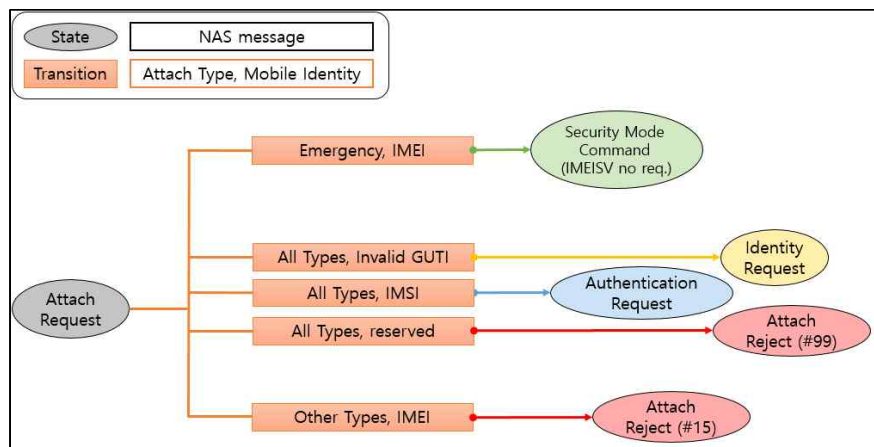 State
NAS message
Transition
Attach Type, Mobile Identity
Emergency, IMEI
Security Mode
Command
(IMEISV no req.)
All Types, Invalid GUTI
Identity
Request
Attach
Request
All Types, IMSI
Authentication
Request
All Types, reserved
Attach
Reject (#99)
Other Types, IMEI
Attach
Reject (#15)